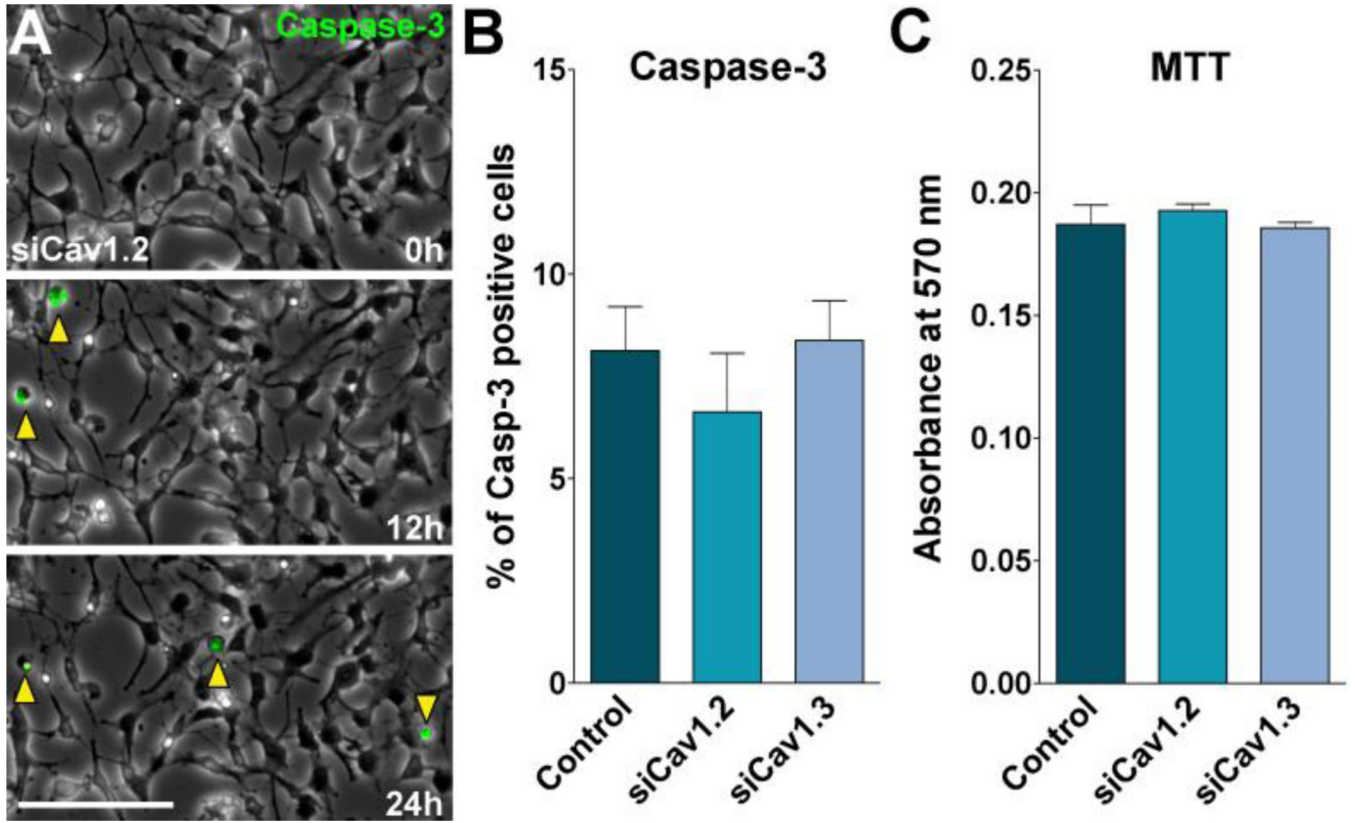 A
Caspase-3
siCav1.2
0h
12h
24h
B
Caspase-3
% of Casp-3 positive cells
15
10
5
0
Control
siCav1.2
siCav1.3
C
MTT
Absorbance at 570 nm
0.25
0.20
0.15
0.10
0.05
0.00
Control
siCav1.2
siCav1.3